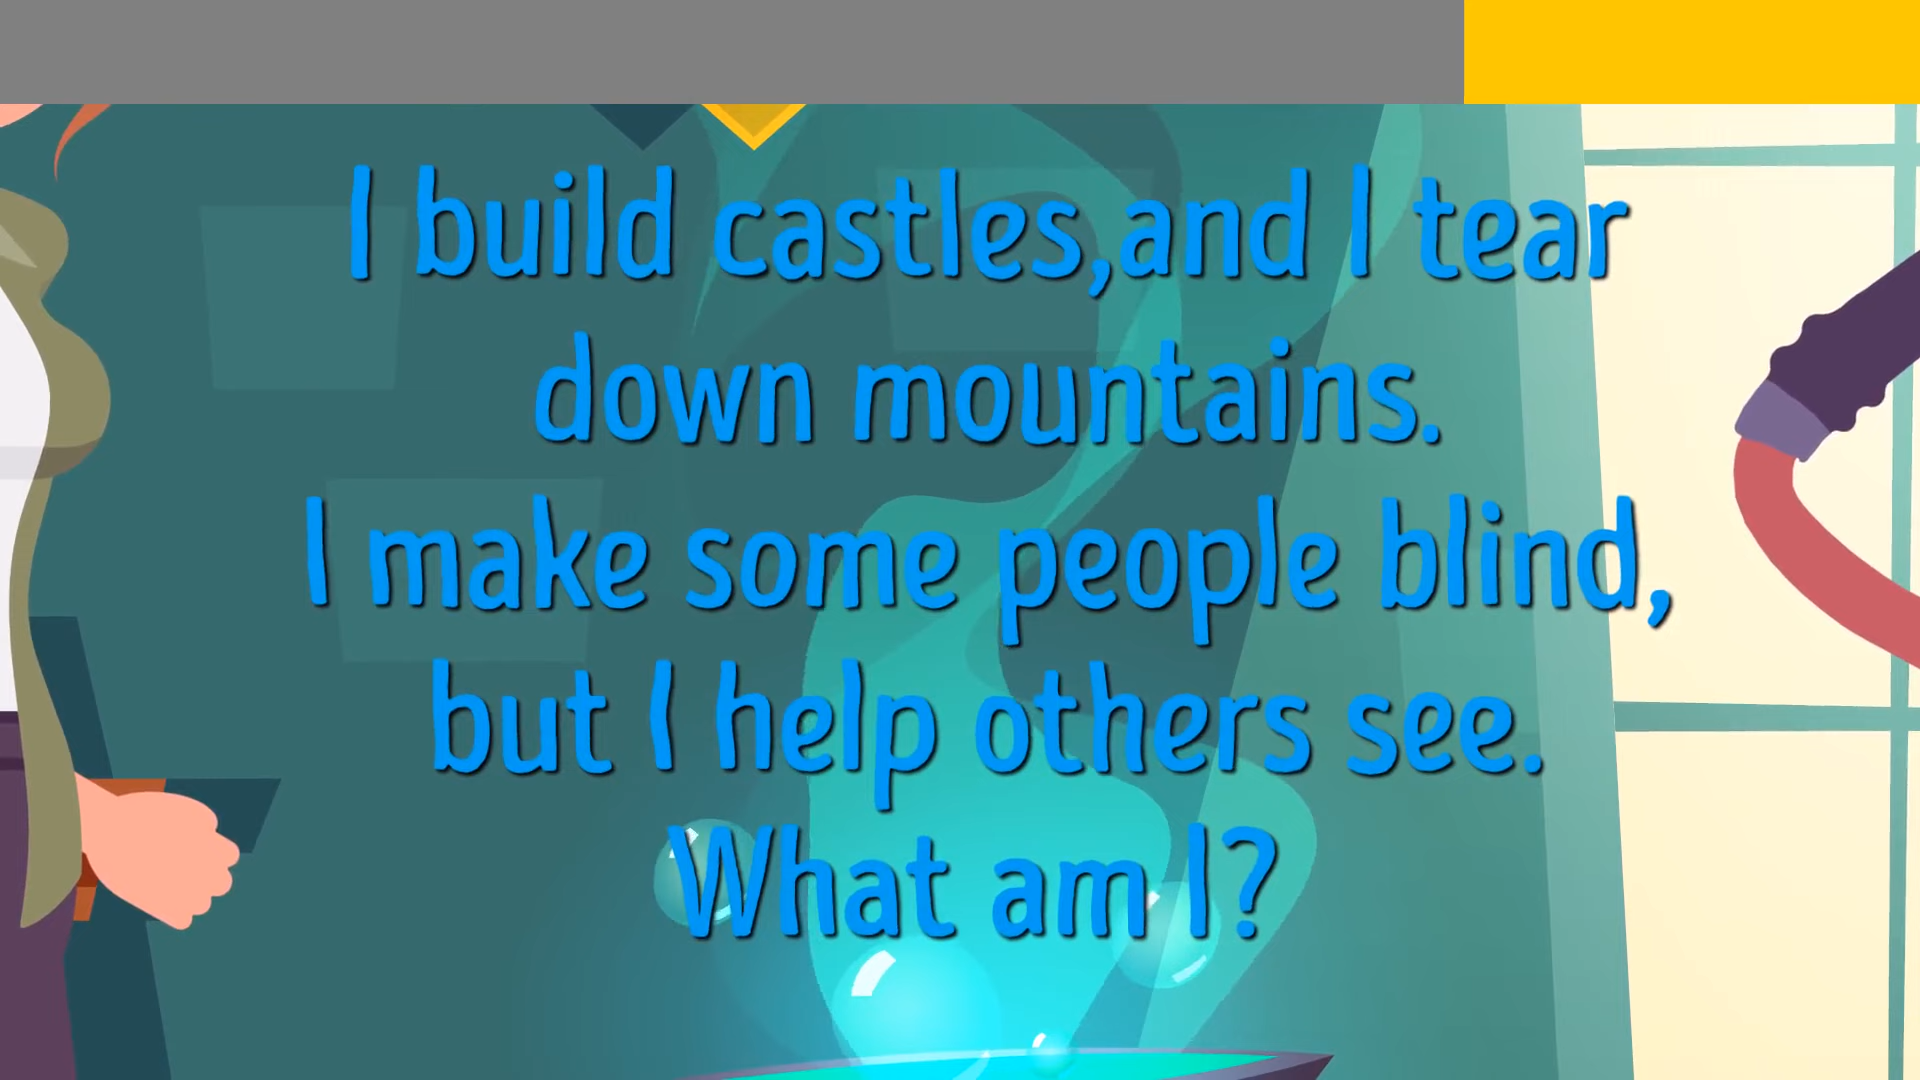 I build castles,and I tear
down mountains.
I make some people blind,
but I help others see.
What am I?